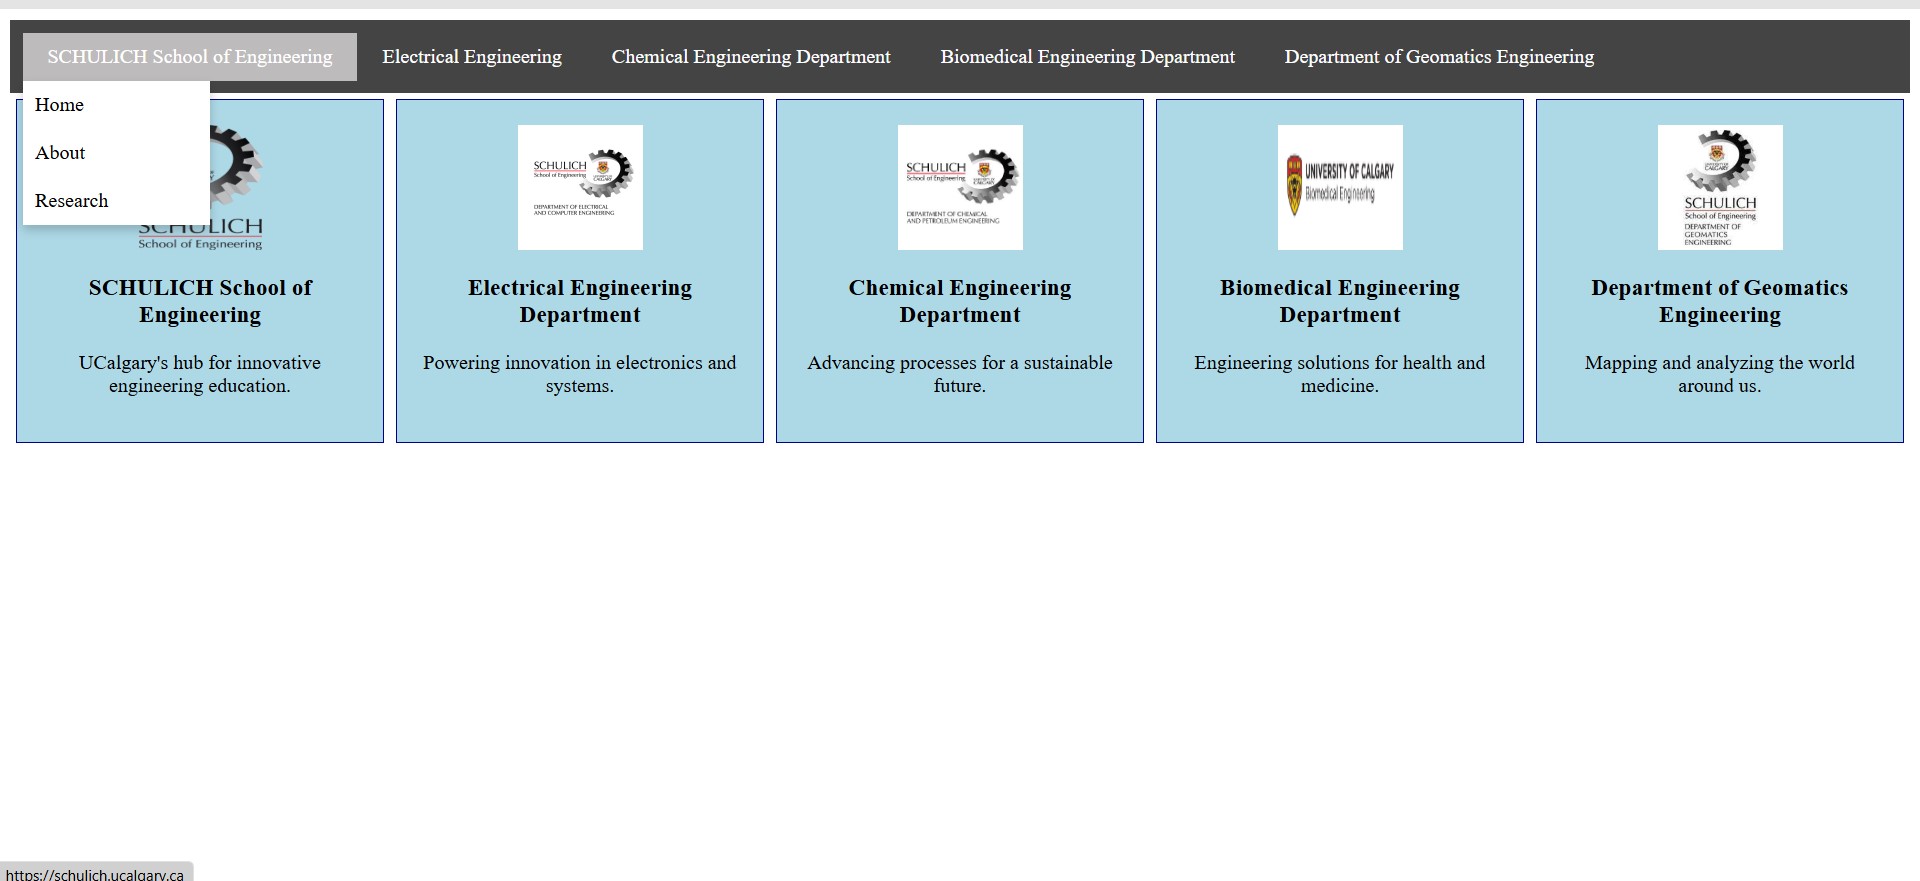 SCHULICH School of Engineering
Electrical Engineering
Chemical Engineering Department
Biomedical Engineering Department
Department of Geomatics Engineering
Home
About
Research
SCHULICH
School of Engineering
SCHULICH School of
Engineering
UCalgary's hub for innovative
engineering education.
SCHULICH
School of Engineering
UNIVERSITY OF
CALGARY
DEPARTMENT OF ELECTRICAL
AND COMPUTER ENGINEERING
Electrical Engineering
Department
Powering innovation in electronics and
systems.
SCHULICH
School of Engineering
UNIVERSITY OF
CALGARY
DEPARTMENT OF CHEMICAL
AND PETROLEUM ENGINEERING
Chemical Engineering
Department
Advancing processes for a sustainable
future.
UNIVERSITY OF CALGARY
Biomedical Engineering
Biomedical Engineering
Department
Engineering solutions for health and
medicine.
UNIVERSITY OF
CALGARY
SCHULICH
School of Engineering
DEPARTMENT OF
GEOMATICS
ENGINEERING
Department of Geomatics
Engineering
Mapping and analyzing the world
around us.
https://schulich.ucalgary.ca